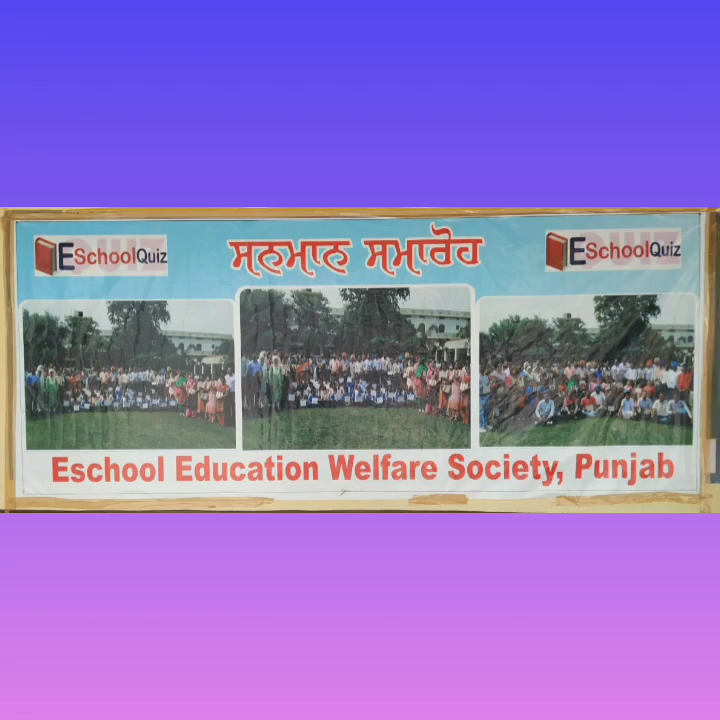 ESchoolQuiz
ਸਨਮਾਨ ਸਮਾਰੋਹ
ESchoolQuiz
Eschool Education Welfare Society, Punjab